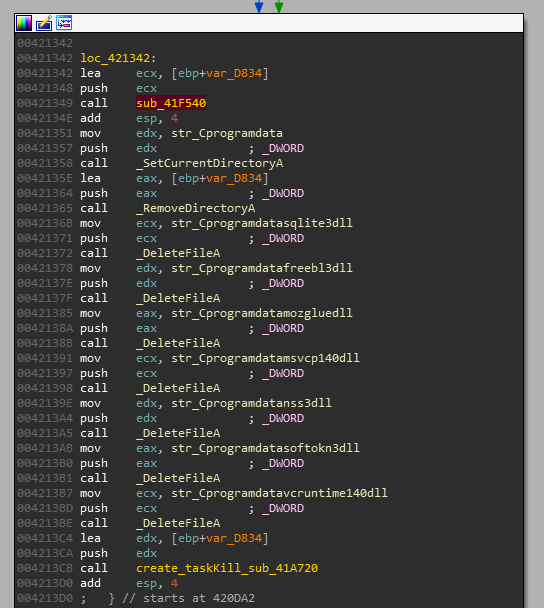 00421342
00421342 loc_421342:
00421342 lea ecx, [ebp+var_D834]
00421348 push ecx
00421349 call sub_41F540
0042134E add esp, 4
00421351 mov edx, str_Cprogramdata
00421357 push edx ; _DWORD
00421358 call _SetCurrentDirectoryA
0042135E lea eax, [ebp+var_D834]
00421364 push eax ; _DWORD
00421365 call _RemoveDirectoryA
0042136B mov ecx, str_Cprogramdatasqlite3dll
00421371 push ecx ; _DWORD
00421372 call _DeleteFileA
00421378 mov edx, str_Cprogramdatafreebl3dll
0042137E push edx ; _DWORD
0042137F call _DeleteFileA
00421385 mov eax, str_Cprogramdatamozgluedll
0042138A push eax ; _DWORD
0042138B call _DeleteFileA
00421391 mov ecx, str_Cprogramdatamsvcp140dll
00421397 push ecx ; _DWORD
00421398 call _DeleteFileA
0042139E mov edx, str_Cprogramdatanss3dll
004213A4 push edx ; _DWORD
004213A5 call _DeleteFileA
004213AB mov eax, str_Cprogramdatasoftokn3dll
004213B0 push eax ; _DWORD
004213B1 call _DeleteFileA
004213B7 mov ecx, str_Cprogramdatavcruntime140dll
004213BD push ecx ; _DWORD
004213BE call _DeleteFileA
004213C4 lea edx, [ebp+var_D834]
004213CA push edx
004213CB call create_taskKill_sub_41A720
004213D0 add esp, 4
004213D0 ; } // starts at 420DA2